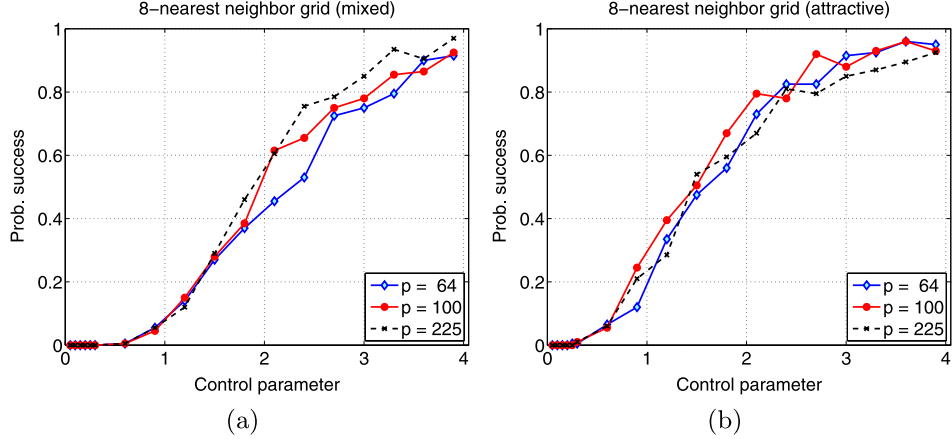 8−nearest neighbor grid (mixed)
1
0.8
0.6
0.4
0.2
0
Prob. success
0 1 2 3 4
Control parameter
p = 64
p = 100
p = 225
(a)
8−nearest neighbor grid (attractive)
1
0.8
0.6
0.4
0.2
0
Prob. success
0 1 2 3 4
Control parameter
p = 64
p = 100
p = 225
(b)